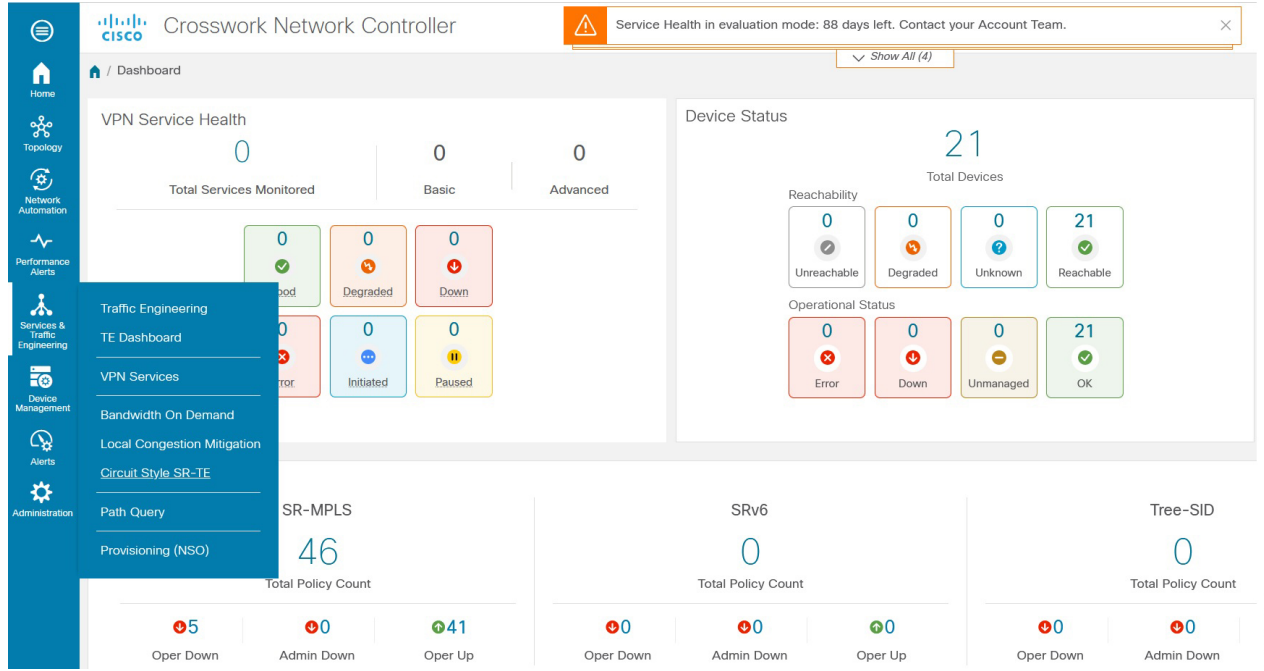 CISCO
Crosswork Network Controller
Service Health in evaluation mode: 88 days left. Contact your Account Team.
Show All (4)
/ Dashboard
Home
Topology
Network
Automation
Performance
Alerts
Services &
Traffic
Engineering
Device
Management
Alerts
Administration
Traffic Engineering
TE Dashboard
VPN Services
Bandwidth On Demand
Local Congestion Mitigation
Circuit Style SR-TE
Path Query
Provisioning (NSO)
VPN Service Health
0 0 0
Total Services Monitored Basic Advanced
0 0 0
Degraded Down
0 0 0
Initiated Paused
Device Status
21
Total Devices
Reachability
0 0 0 21
Unreachable Degraded Unknown Reachable
Operational Status
0 0 0 21
Error Down Unmanaged OK
SR-MPLS
46
Total Policy Count
5 0 41
Oper Down Admin Down Oper Up
SRv6
0
Total Policy Count
0 0 0
Oper Down Admin Down Oper Up
Tree-SID
0
Total Policy Count
0 0
Oper Down Admin Down